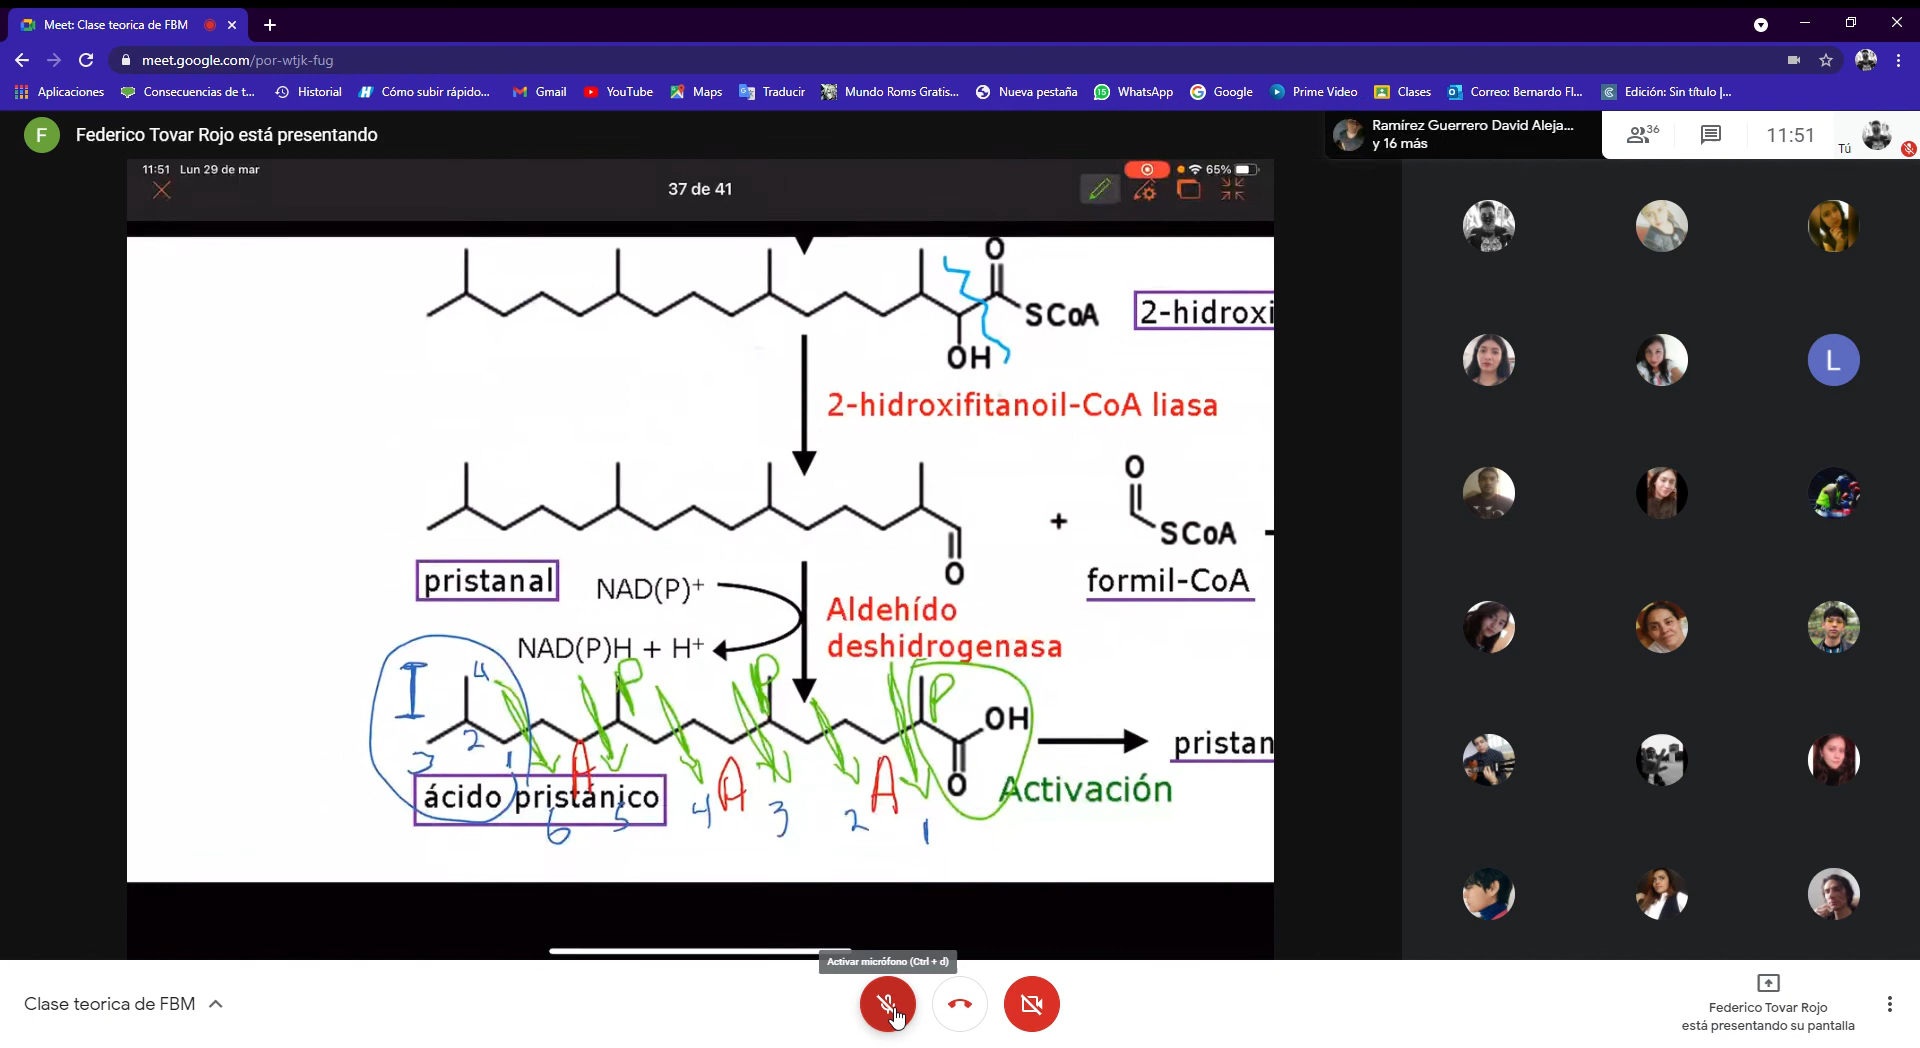 Meet: Clase teorica de FBM
meet.google.com/por-wtjk-fug
Aplicaciones
Consecuencias de t...
Historial
Cómo subir rápido...
Gmail
YouTube
Maps
Traducir
Mundo Roms Gratis...
Nueva pestaña
15
WhatsApp
Google
Prime Video
Clases
Correo: Bernardo Fl...
Edición: Sin título |...
F
Federico Tovar Rojo está presentando
Ramírez Guerrero David Aleja...
y 16 más
36
11:51
Tú
11:51 Lun 29 de mar
65%
37 de 41
O
SCoA
2-hidroxi
OH
2-hidroxifitanoil-CoA liasa
O
+
SCoA
O
pristanal
NAD(P)+
formil-CoA
Aldehído
deshidrogenasa
NAD(P)H + H+
I
4
P
P
P
OH
3
2
1
A
A
A
O
pristan
ácido pristánico
Activación
6
5
4
3
2
1
L
Activar micrófono (Ctrl + d)
Clase teorica de FBM
Federico Tovar Rojo
está presentando su pantalla